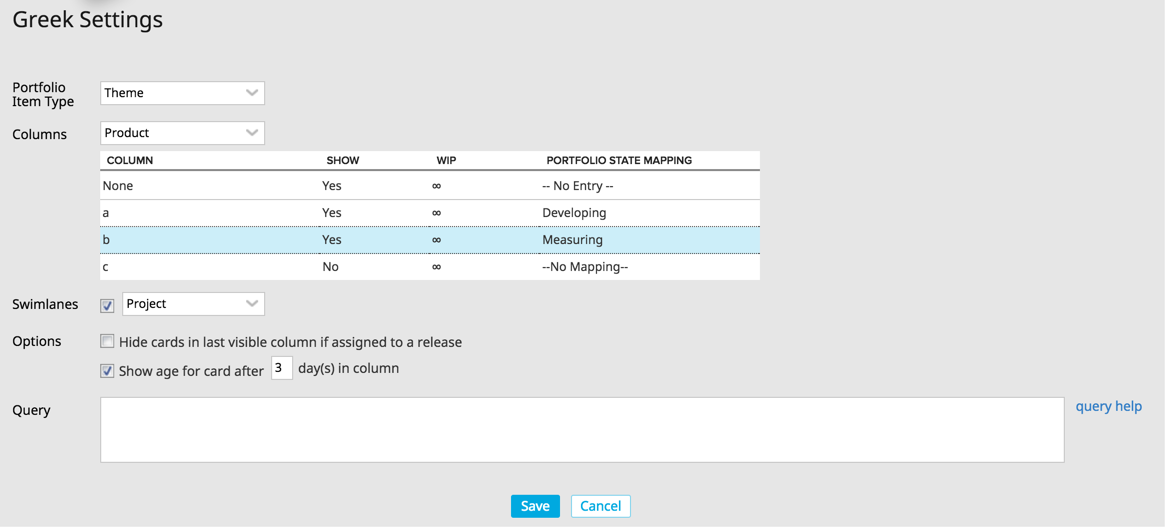 Greek Settings
Portfolio
Item Type
Theme
Columns
Product
COLUMN SHOW WIP PORTFOLIO STATE MAPPING
None Yes ∞ -- No Entry --
a Yes ∞ Developing
b Yes ∞ Measuring
c No ∞ --No Mapping--
Swimlanes Project
Options Hide cards in last visible column if assigned to a release
Show age for card after 3 day(s) in column
Query query help
Save Cancel